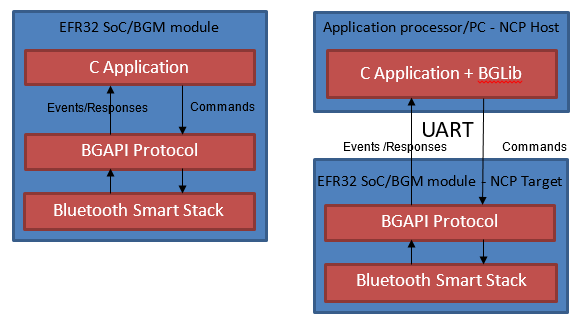 EFR32 SoC/BGM module
C Application
Events/Responses
Commands
BGAPI Protocol
Bluetooth Smart Stack
Application processor/PC - NCP Host
C Application + BGLib
UART
Events /Responses
Commands
EFR32 SoC/BGM module - NCP Target
BGAPI Protocol
Bluetooth Smart Stack